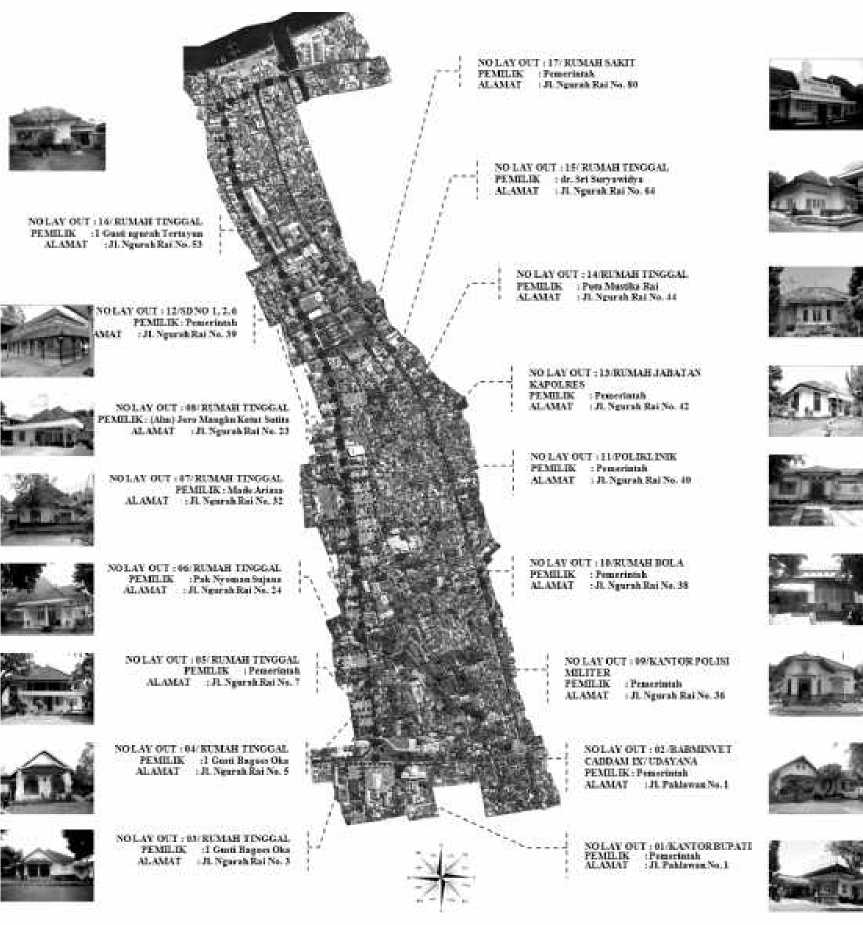 NO LAY OUT : 17/ RUMAH SAKIT
PEMILIK : Pemerintah
ALAMAT : Jl. Ngurah Rai No. 80
NO LAY OUT : 15/ RUMAH TINGGAL
PEMILIK : dr. Sri Suryawidya
ALAMAT : Jl. Ngurah Rai No. 64
NO LAY OUT : 16/ RUMAH TINGGAL
PEMILIK : I Gusti ngurah Tertayun
ALAMAT : Jl. Ngurah Rai No. 53
NO LAY OUT : 14/RUMAH TINGGAL
PEMILIK : Putu Mustika Rai
ALAMAT : Jl. Ngurah Rai No. 44
NO LAY OUT : 12/SD NO 1, 2, 6
PEMILIK : Pemerintah
AMAT : Jl. Ngurah Rai No. 39
NO LAY OUT : 13/RUMAH JABATAN
KAPOLRES
PEMILIK : Pemerintah
ALAMAT : Jl. Ngurah Rai No. 42
NO LAY OUT : 08/ RUMAH TINGGAL
PEMILIK : (Alm) Jero Mangku Ketut Sutita
ALAMAT : Jl. Ngurah Rai No. 23
NO LAY OUT : 11/POLIKLINIK
PEMILIK : Pemerintah
ALAMAT : Jl. Ngurah Rai No. 40
NO LAY OUT : 07/ RUMAH TINGGAL
PEMILIK : Made Ariasa
ALAMAT : Jl. Ngurah Rai No. 32
NO LAY OUT : 06/ RUMAH TINGGAL
PEMILIK : Pak Nyoman Sujana
ALAMAT : Jl. Ngurah Rai No. 24
NO LAY OUT : 10/RUMAH BOLA
PEMILIK : Pemerintah
ALAMAT : Jl. Ngurah Rai No. 38
NO LAY OUT : 05/ RUMAH TINGGAL
PEMILIK : Pemerintah
ALAMAT : Jl. Ngurah Rai No. 7
NO LAY OUT : 09/KANTOR POLISI
MILITER
PEMILIK : Pemerintah
ALAMAT : Jl. Ngurah Rai No. 36
NO LAY OUT : 04/ RUMAH TINGGAL
PEMILIK : I Gusti Bagoes Oka
ALAMAT : Jl. Ngurah Rai No. 5
NO LAY OUT : 02/BABMINVET
CADDAM IX/ UDAYANA
PEMILIK : Pemerintah
ALAMAT : Jl. Pahlawan No. 1
NO LAY OUT : 03/ RUMAH TINGGAL
PEMILIK : I Gusti Bagoes Oka
ALAMAT : Jl. Ngurah Rai No. 3
NO LAY OUT : 01/KANTOR BUPATI
PEMILIK : Pemerintah
ALAMAT : Jl. Pahlawan No. 1